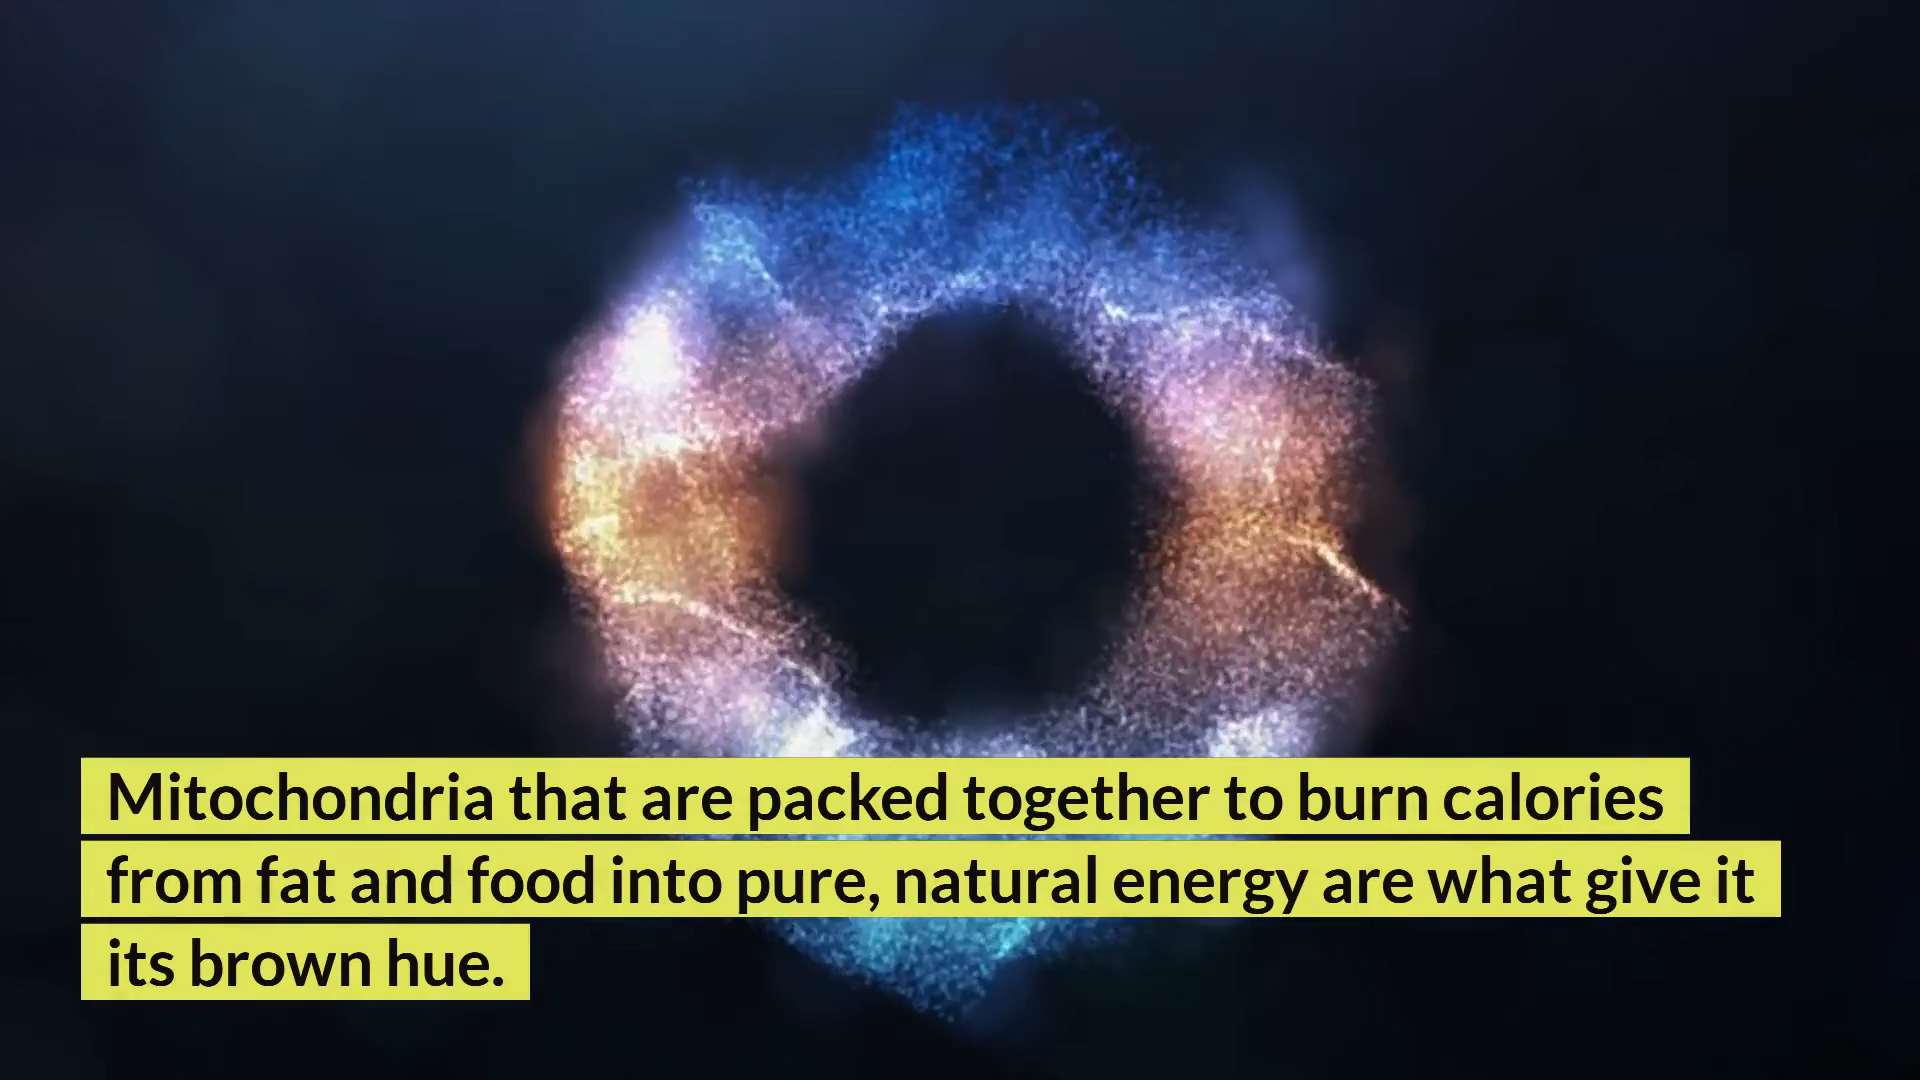 Mitochondria that are packed together to burn calories
from fat and food into pure, natural energy are what give it
its brown hue.